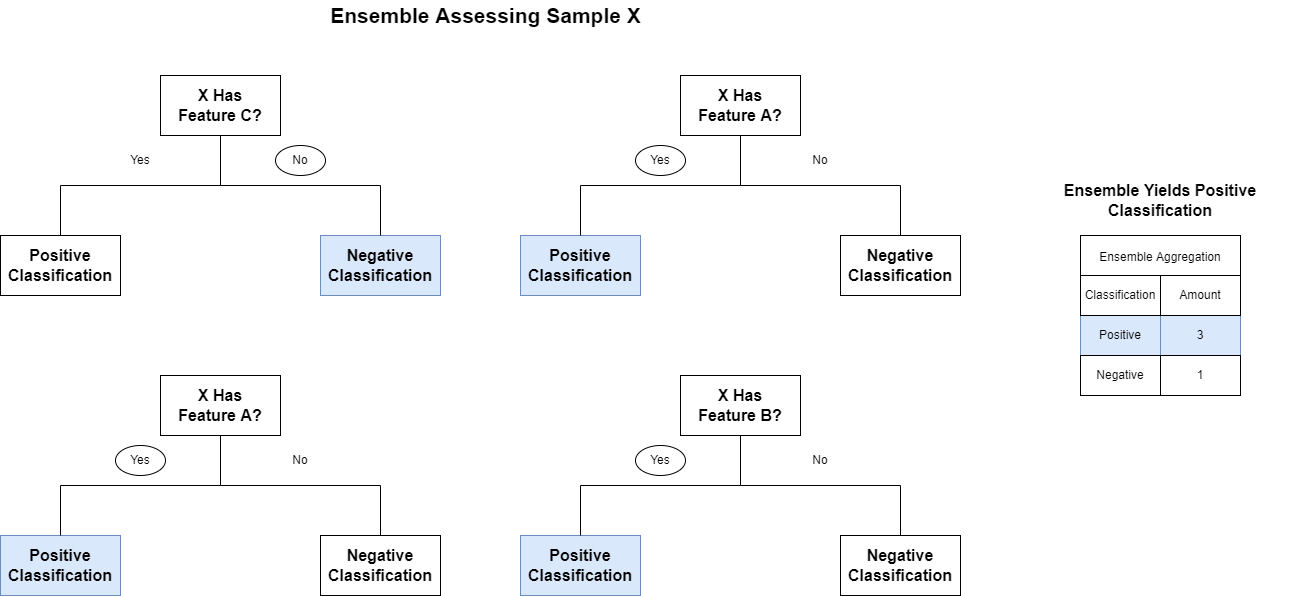 Ensemble Assessing Sample X
X Has
Feature C?
Yes
No
Positive
Classification
Negative
Classification
X Has
Feature A?
Yes
No
Positive
Classification
Negative
Classification
X Has
Feature A?
Yes
No
Positive
Classification
Negative
Classification
X Has
Feature B?
Yes
No
Positive
Classification
Negative
Classification
Ensemble Yields Positive
Classification
Ensemble Aggregation
Classification Amount
Positive 3
Negative 1